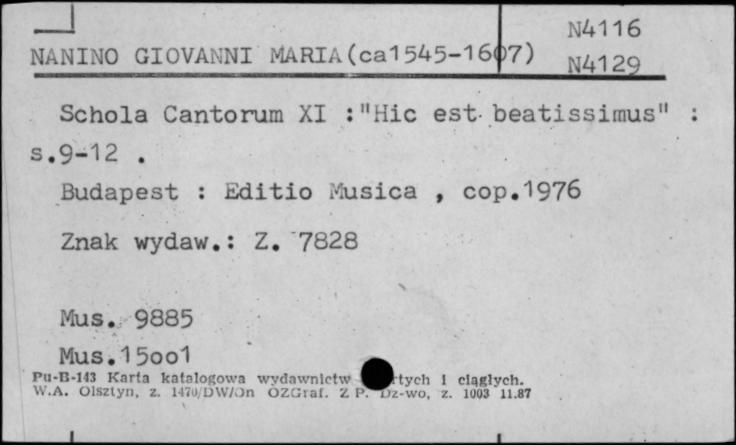 N4116
NANINO GIOVANNI MARIA(ca1545-1607)
N4129
Schola Cantorum XI :"Hic est beatissimus" :
s.9-12 .
Budapest : Editio Musica , cop.1976
Znak wydaw.: Z. 7828
Mus. 9885
Mus.15oo1
Pu-B-143 Karta katalogowa wydawnictw rtych i ciągłych.
W.A. Olsztyn, z. 1470/DW/On OZGraf. Z P. Dz-wo, z. 1003 11.87